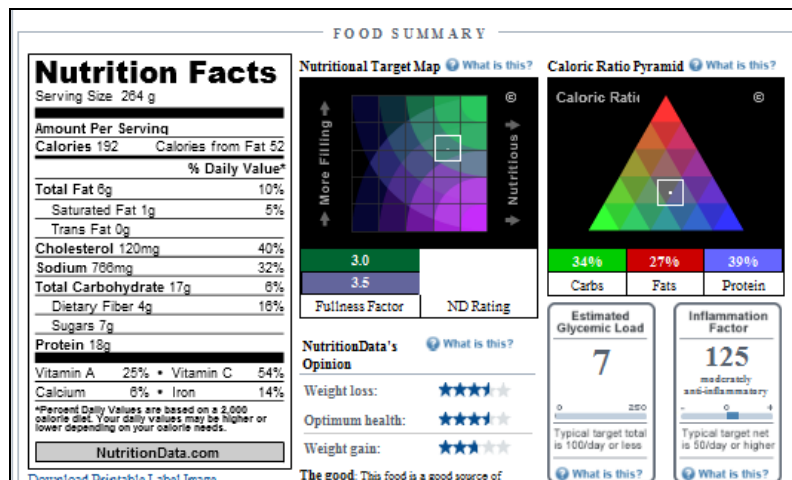 FOOD SUMMARY
Nutrition Facts
Serving Size 264 g
Amount Per Serving
Calories 192 Calories from Fat 52
% Daily Value*
Total Fat 6g 10%
Saturated Fat 1g 5%
Trans Fat 0g
Cholesterol 120mg 40%
Sodium 766mg 32%
Total Carbohydrate 17g 6%
Dietary Fiber 4g 16%
Sugars 7g
Protein 18g
Vitamin A 25% • Vitamin C 54%
Calcium 6% • Iron 14%
*Percent Daily Values are based on a 2,000
calorie diet. Your daily values may be higher or
lower depending on your calorie needs.
NutritionData.com
Download Printable Label Image
Nutritional Target Map ? What is this?
©
More Filling
Nutritious
3.0
3.5
Fullness Factor ND Rating
NutritionData's ? What is this?
Opinion
Weight loss:
Optimum health:
Weight gain:
The good: This food is a good source of
Caloric Ratio Pyramid ? What is this?
Caloric Ratio ©
34% 27% 39%
Carbs Fats Protein
Estimated
Glycemic Load
7
0 250
Typical target total
is 100/day or less
? What is this?
Inflammation
Factor
125
moderately
anti-inflammatory
- 0 +
Typical target net
is 50/day or higher
? What is this?